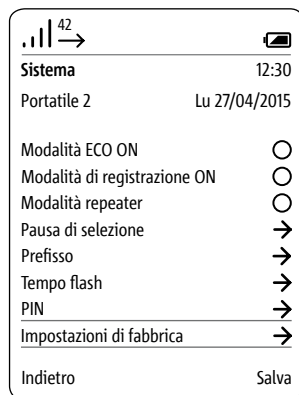 42
Sistema 12:30
Portatile 2 Lu 27/04/2015
Modalità ECO ON
Modalità di registrazione ON
Modalità repeater
Pausa di selezione
Prefisso
Tempo flash
PIN
Impostazioni di fabbrica
Indietro Salva